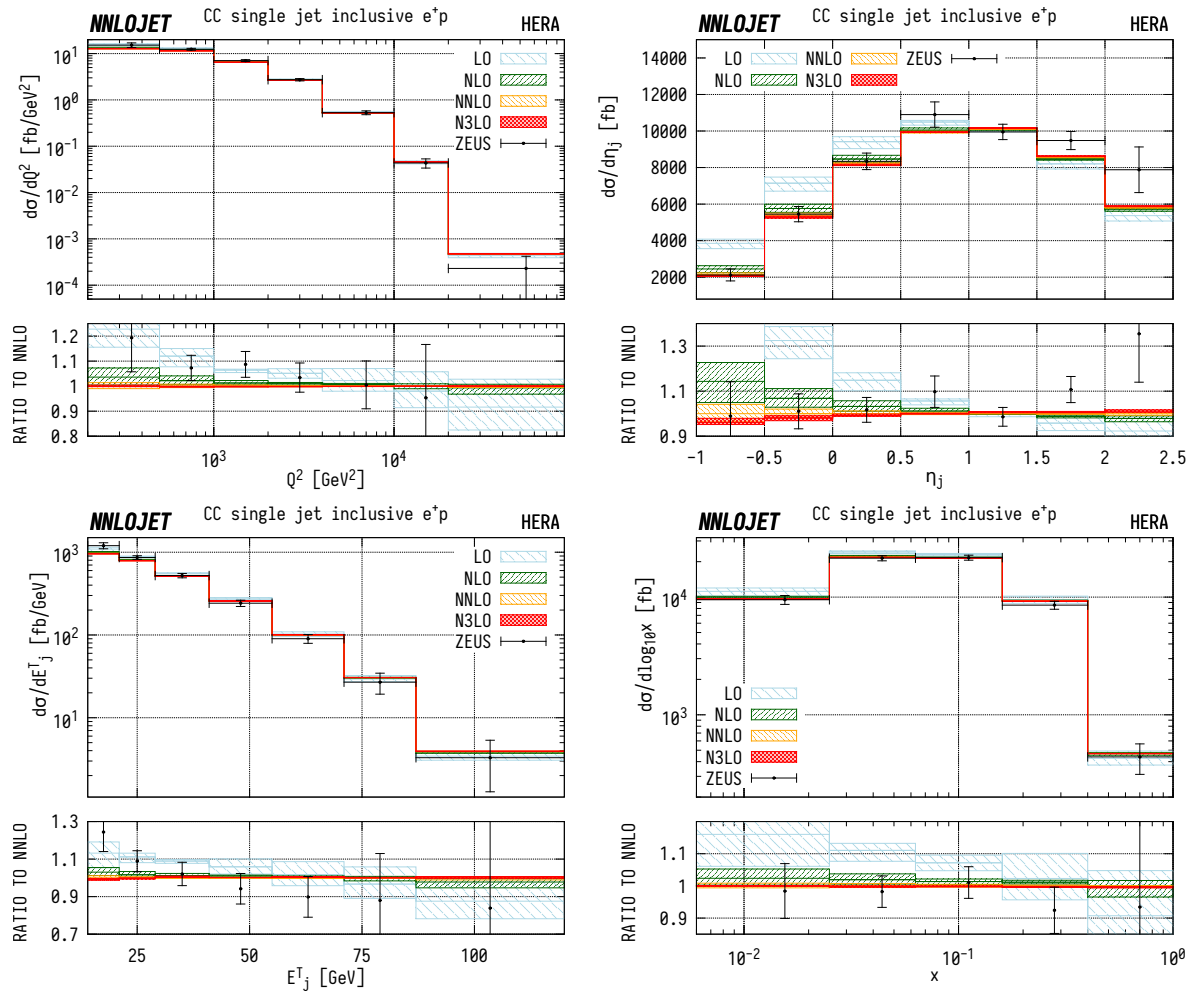 NNLOJET CC single jet inclusive e⁺p HERA
dσ/dQ² [fb/GeV²]
10¹
10⁰
10⁻¹
10⁻²
10⁻³
10⁻⁴
LO
NLO
NNLO
N3LO
ZEUS
RATIO TO NNLO
1.2
1.1
1
0.9
0.8
10³ 10⁴
Q² [GeV²]
NNLOJET CC single jet inclusive e⁺p HERA
dσ/dη_j [fb]
14000
12000
10000
8000
6000
4000
2000
LO NNLO ZEUS
NLO N3LO
RATIO TO NNLO
1.3
1.1
0.9
-1 -0.5 0 0.5 1 1.5 2 2.5
η_j
NNLOJET CC single jet inclusive e⁺p HERA
dσ/dE^T_j [fb/GeV]
10³
10²
10¹
LO
NLO
NNLO
N3LO
ZEUS
RATIO TO NNLO
1.3
1.1
0.9
0.7
25 50 75 100
E^T_j [GeV]
NNLOJET CC single jet inclusive e⁺p HERA
dσ/dlog₁₀x [fb]
10⁴
10³
LO
NLO
NNLO
N3LO
ZEUS
RATIO TO NNLO
1.1
1
0.9
10⁻² 10⁻¹ 10⁰
x